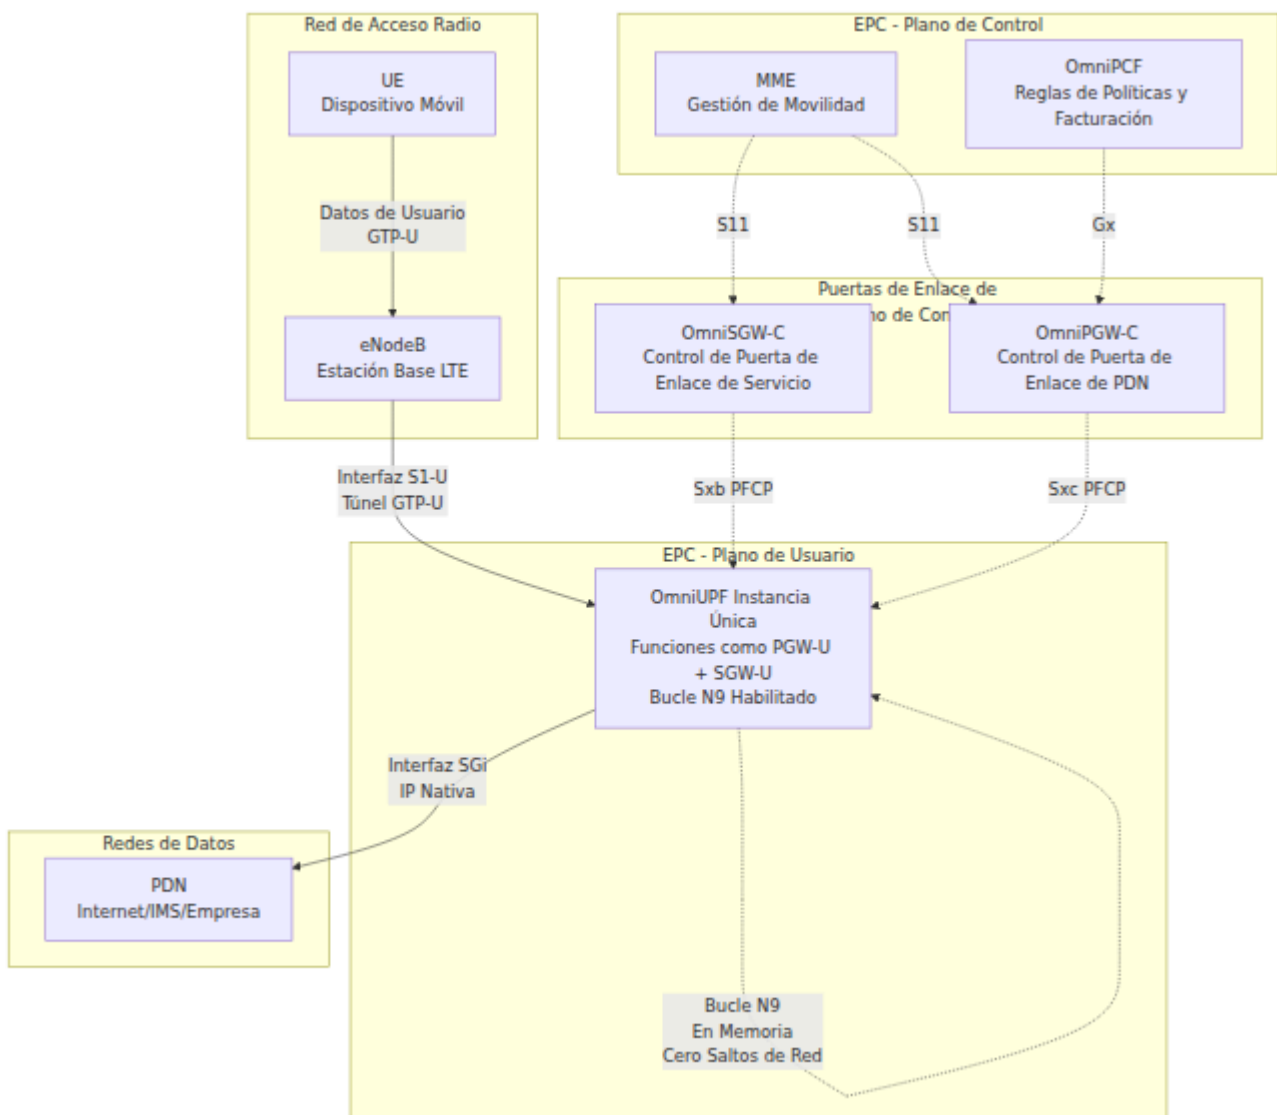 Red de Acceso Radio
UE
Dispositivo Móvil
Datos de Usuario
GTP-U
eNodeB
Estación Base LTE
EPC - Plano de Control
MME
Gestión de Movilidad
OmniPCF
Reglas de Políticas y
Facturación
S11
S11
Gx
Puertas de Enlace de
de
OmniSGW-C
Control de Puerta de
Enlace de Servicio
OmniPGW-C
Control de Puerta de
Enlace de PDN
Interfaz S1-U
Túnel GTP-U
Sxb PFCP
Sxc PFCP
EPC - Plano de Usuario
OmniUPF Instancia
Única
Funciones como PGW-U
+ SGW-U
Bucle N9 Habilitado
Interfaz SGi
IP Nativa
Redes de Datos
PDN
Internet/IMS/Empresa
Bucle N9
En Memoria
Cero Saltos de Red